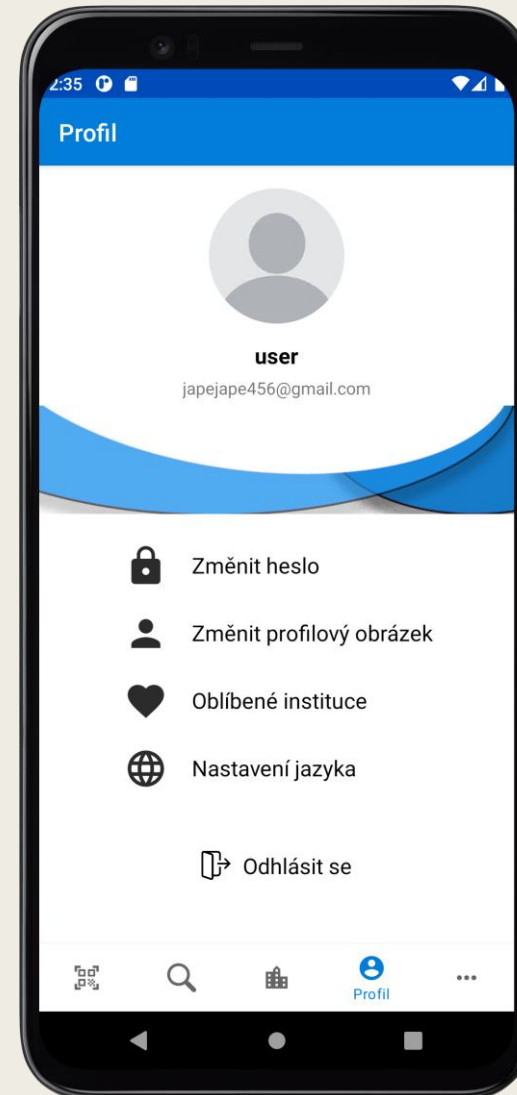 2:35
Profil
user
japejape456@gmail.com
Změnit heslo
Změnit profilový obrázek
Oblíbené instituce
Nastavení jazyka
Odhlásit se
Profil